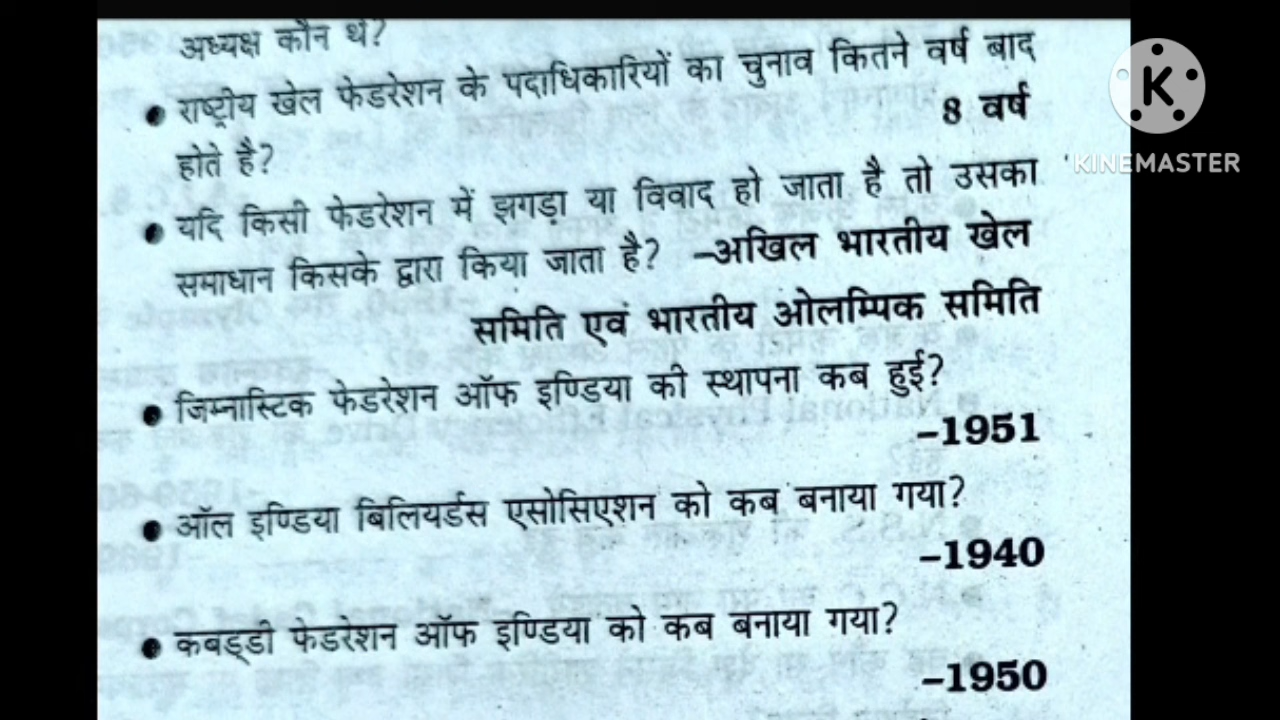 अध्यक्ष कौन थे?
• राष्ट्रीय खेल फेडरेशन के पदाधिकारियों का चुनाव कितने वर्ष बाद
8 वर्ष
होते है?
• यदि किसी फेडरेशन में झगड़ा या विवाद हो जाता है तो उसका
समाधान किसके द्वारा किया जाता है? –अखिल भारतीय खेल
समिति एवं भारतीय ओलम्पिक समिति
• जिम्नास्टिक फेडरेशन ऑफ इण्डिया की स्थापना कब हुई?
–1951
• ऑल इण्डिया बिलियर्डस एसोसिएशन को कब बनाया गया?
–1940
• कबड्डी फेडरेशन ऑफ इण्डिया को कब बनाया गया?
–1950
K
KINEMASTER